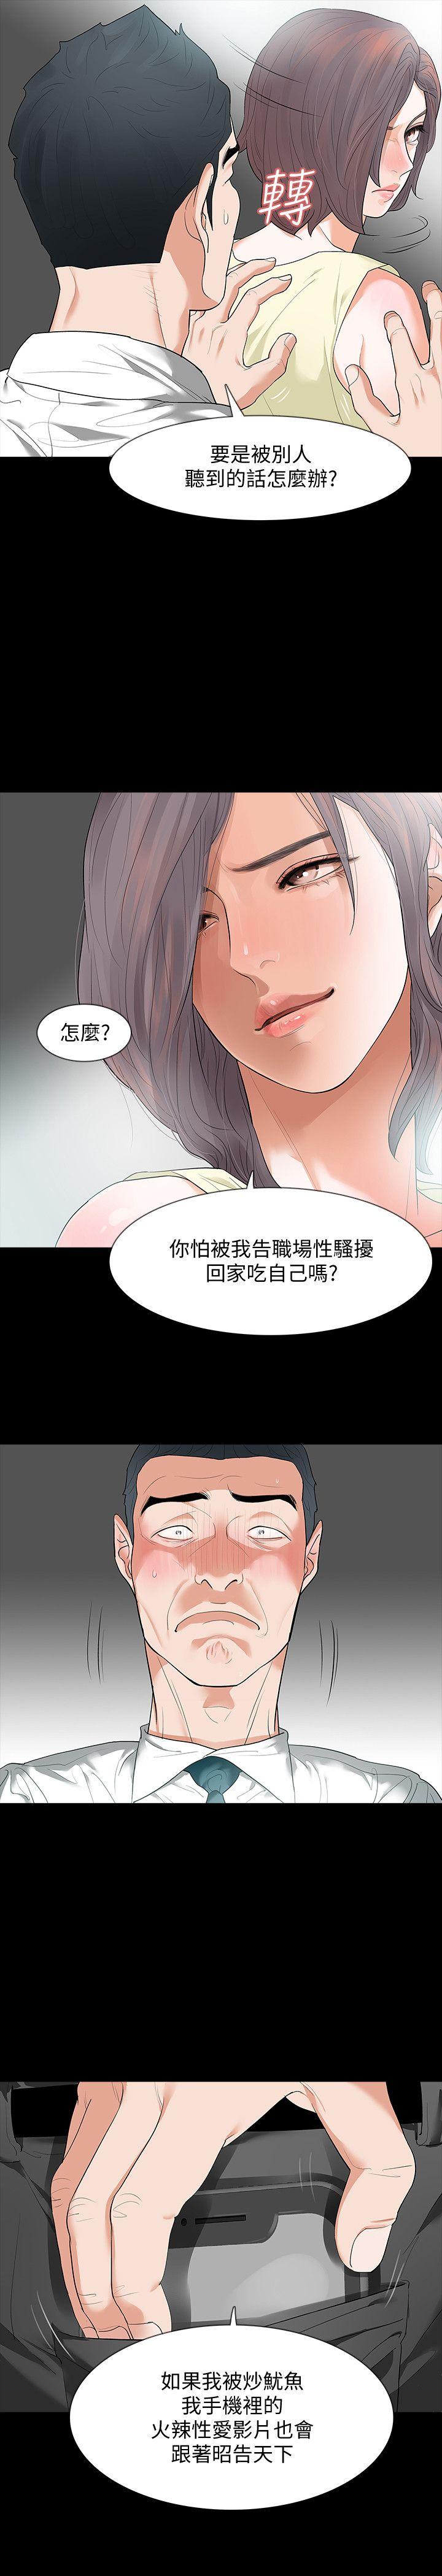 轉
要是被別人
聽到的話怎麼辦?
怎麼?
你怕被我告職場性騷擾
回家吃自己嗎?
如果我被炒魷魚
我手機裡的
火辣性愛影片也會
跟著昭告天下